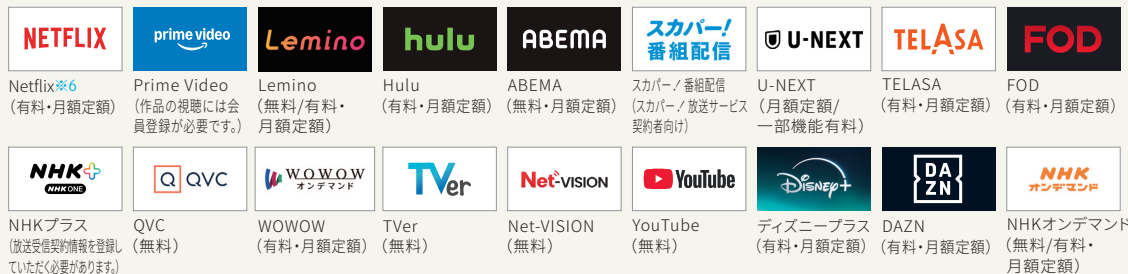 NETFLIX
Netflix※6
(有料・月額定額)
prime video
Prime Video
(作品の視聴には会
員登録が必要です。)
Lemino
Lemino
(無料/有料・
月額定額)
hulu
Hulu
(有料・月額定額)
ABEMA
ABEMA
(無料・月額定額)
スカパー!
番組配信
スカパー!番組配信
(スカパー!放送サービス
契約者向け)
U-NEXT
U-NEXT
(月額定額/
一部機能有料)
TELASA
TELASA
(有料・月額定額)
FOD
FOD
(有料・月額定額)
NHK+
NHK ONE
NHKプラス
(放送受信契約情報を登録し
ていただく必要があります。)
Q QVC
QVC
(無料)
WOWOW
オンデマンド
WOWOW
(有料・月額定額)
TVer
TVer
(無料)
Net-VISION
Net-VISION
(無料)
YouTube
YouTube
(無料)
Disney+
ディズニープラス
(有料・月額定額)
DA
ZN
DAZN
(有料・月額定額)
NHK
オンデマンド
NHKオンデマンド
(無料/有料・
月額定額)